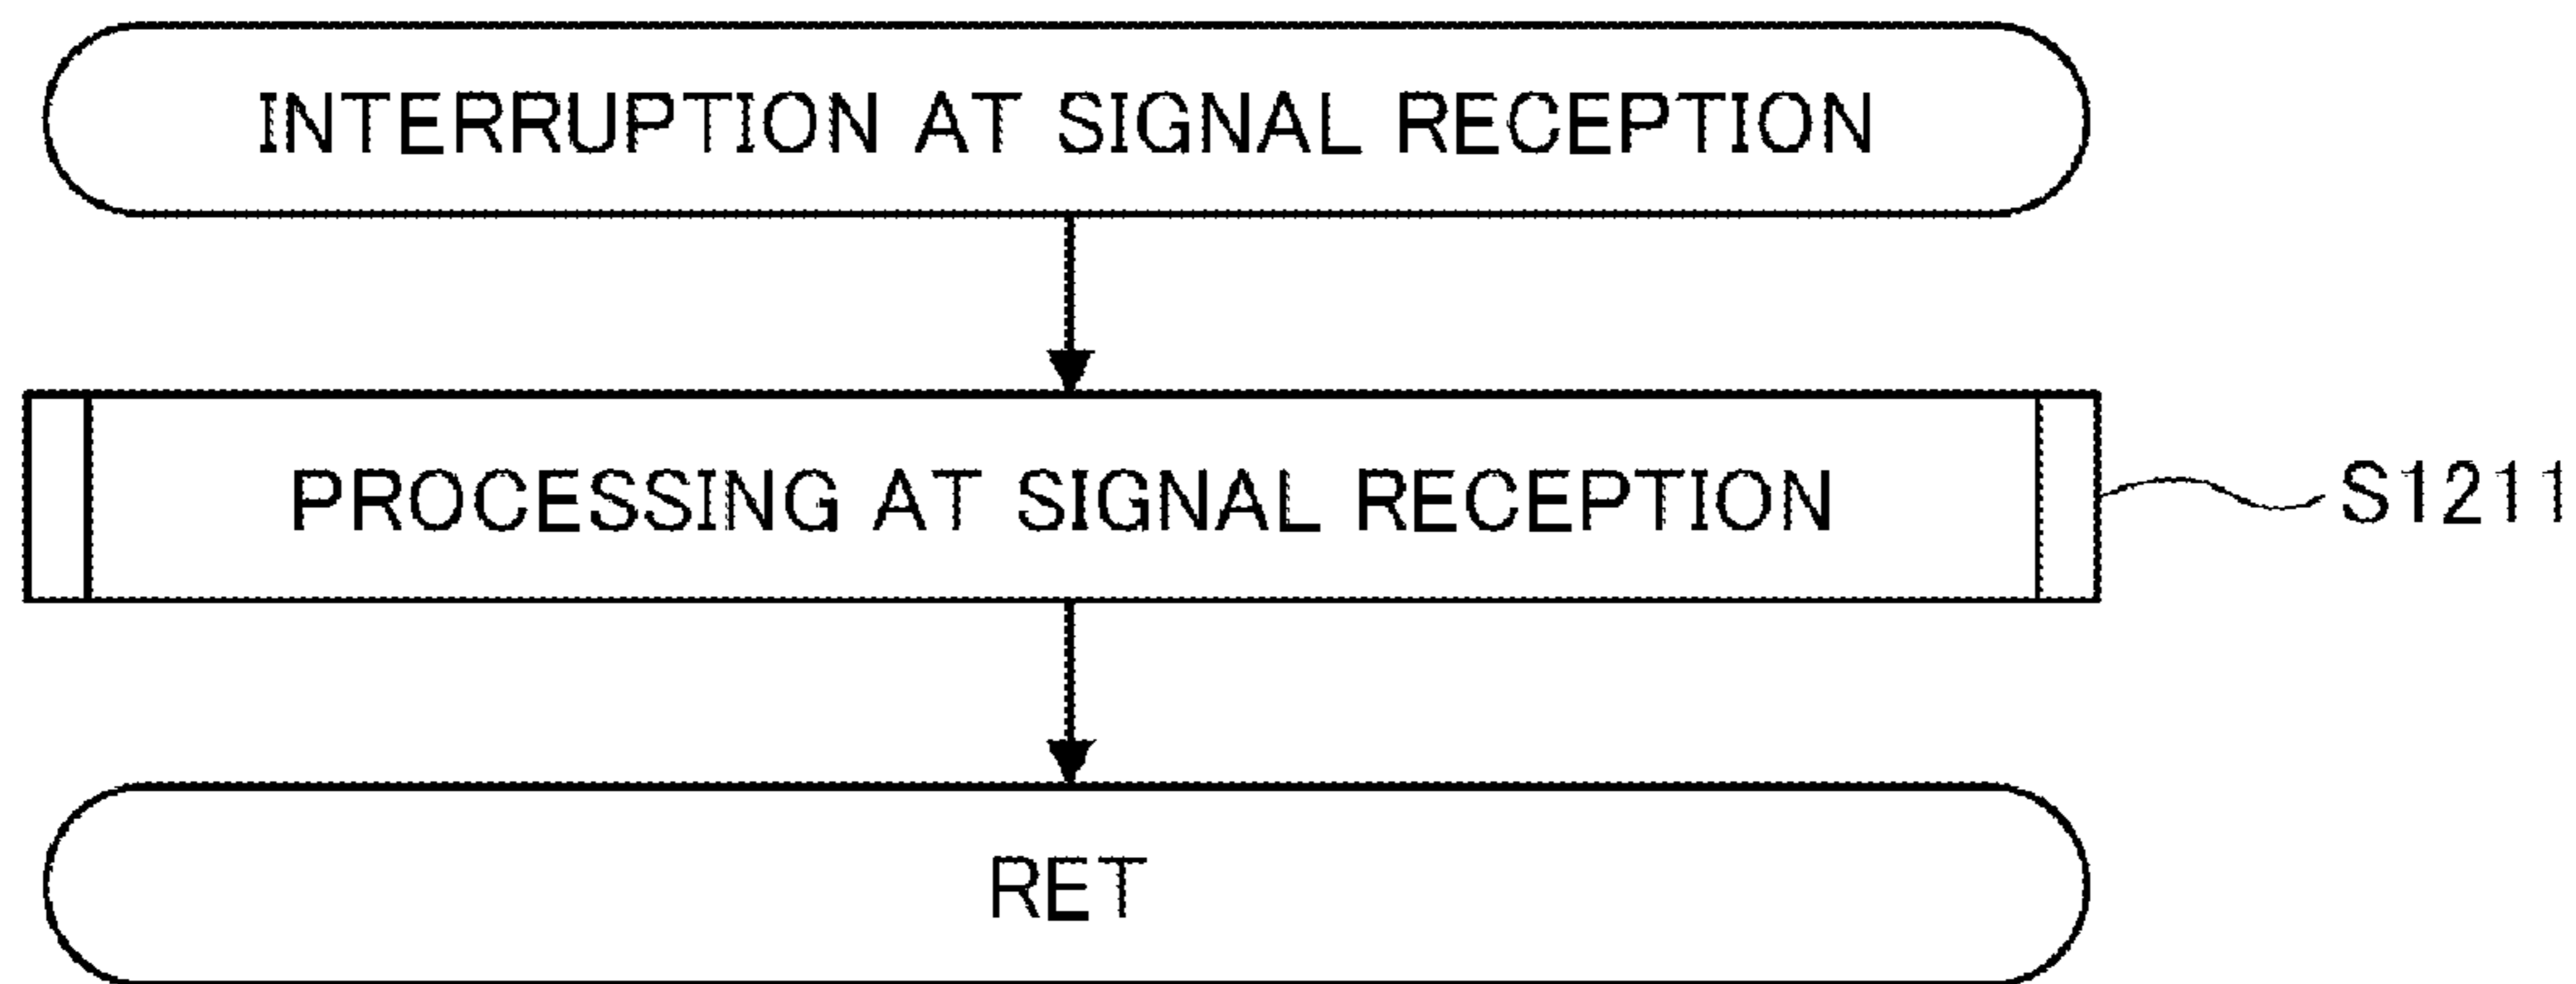 INTERRUPTION AT SIGNAL RECEPTION
PROCESSING AT SIGNAL RECEPTION
S1211
RET